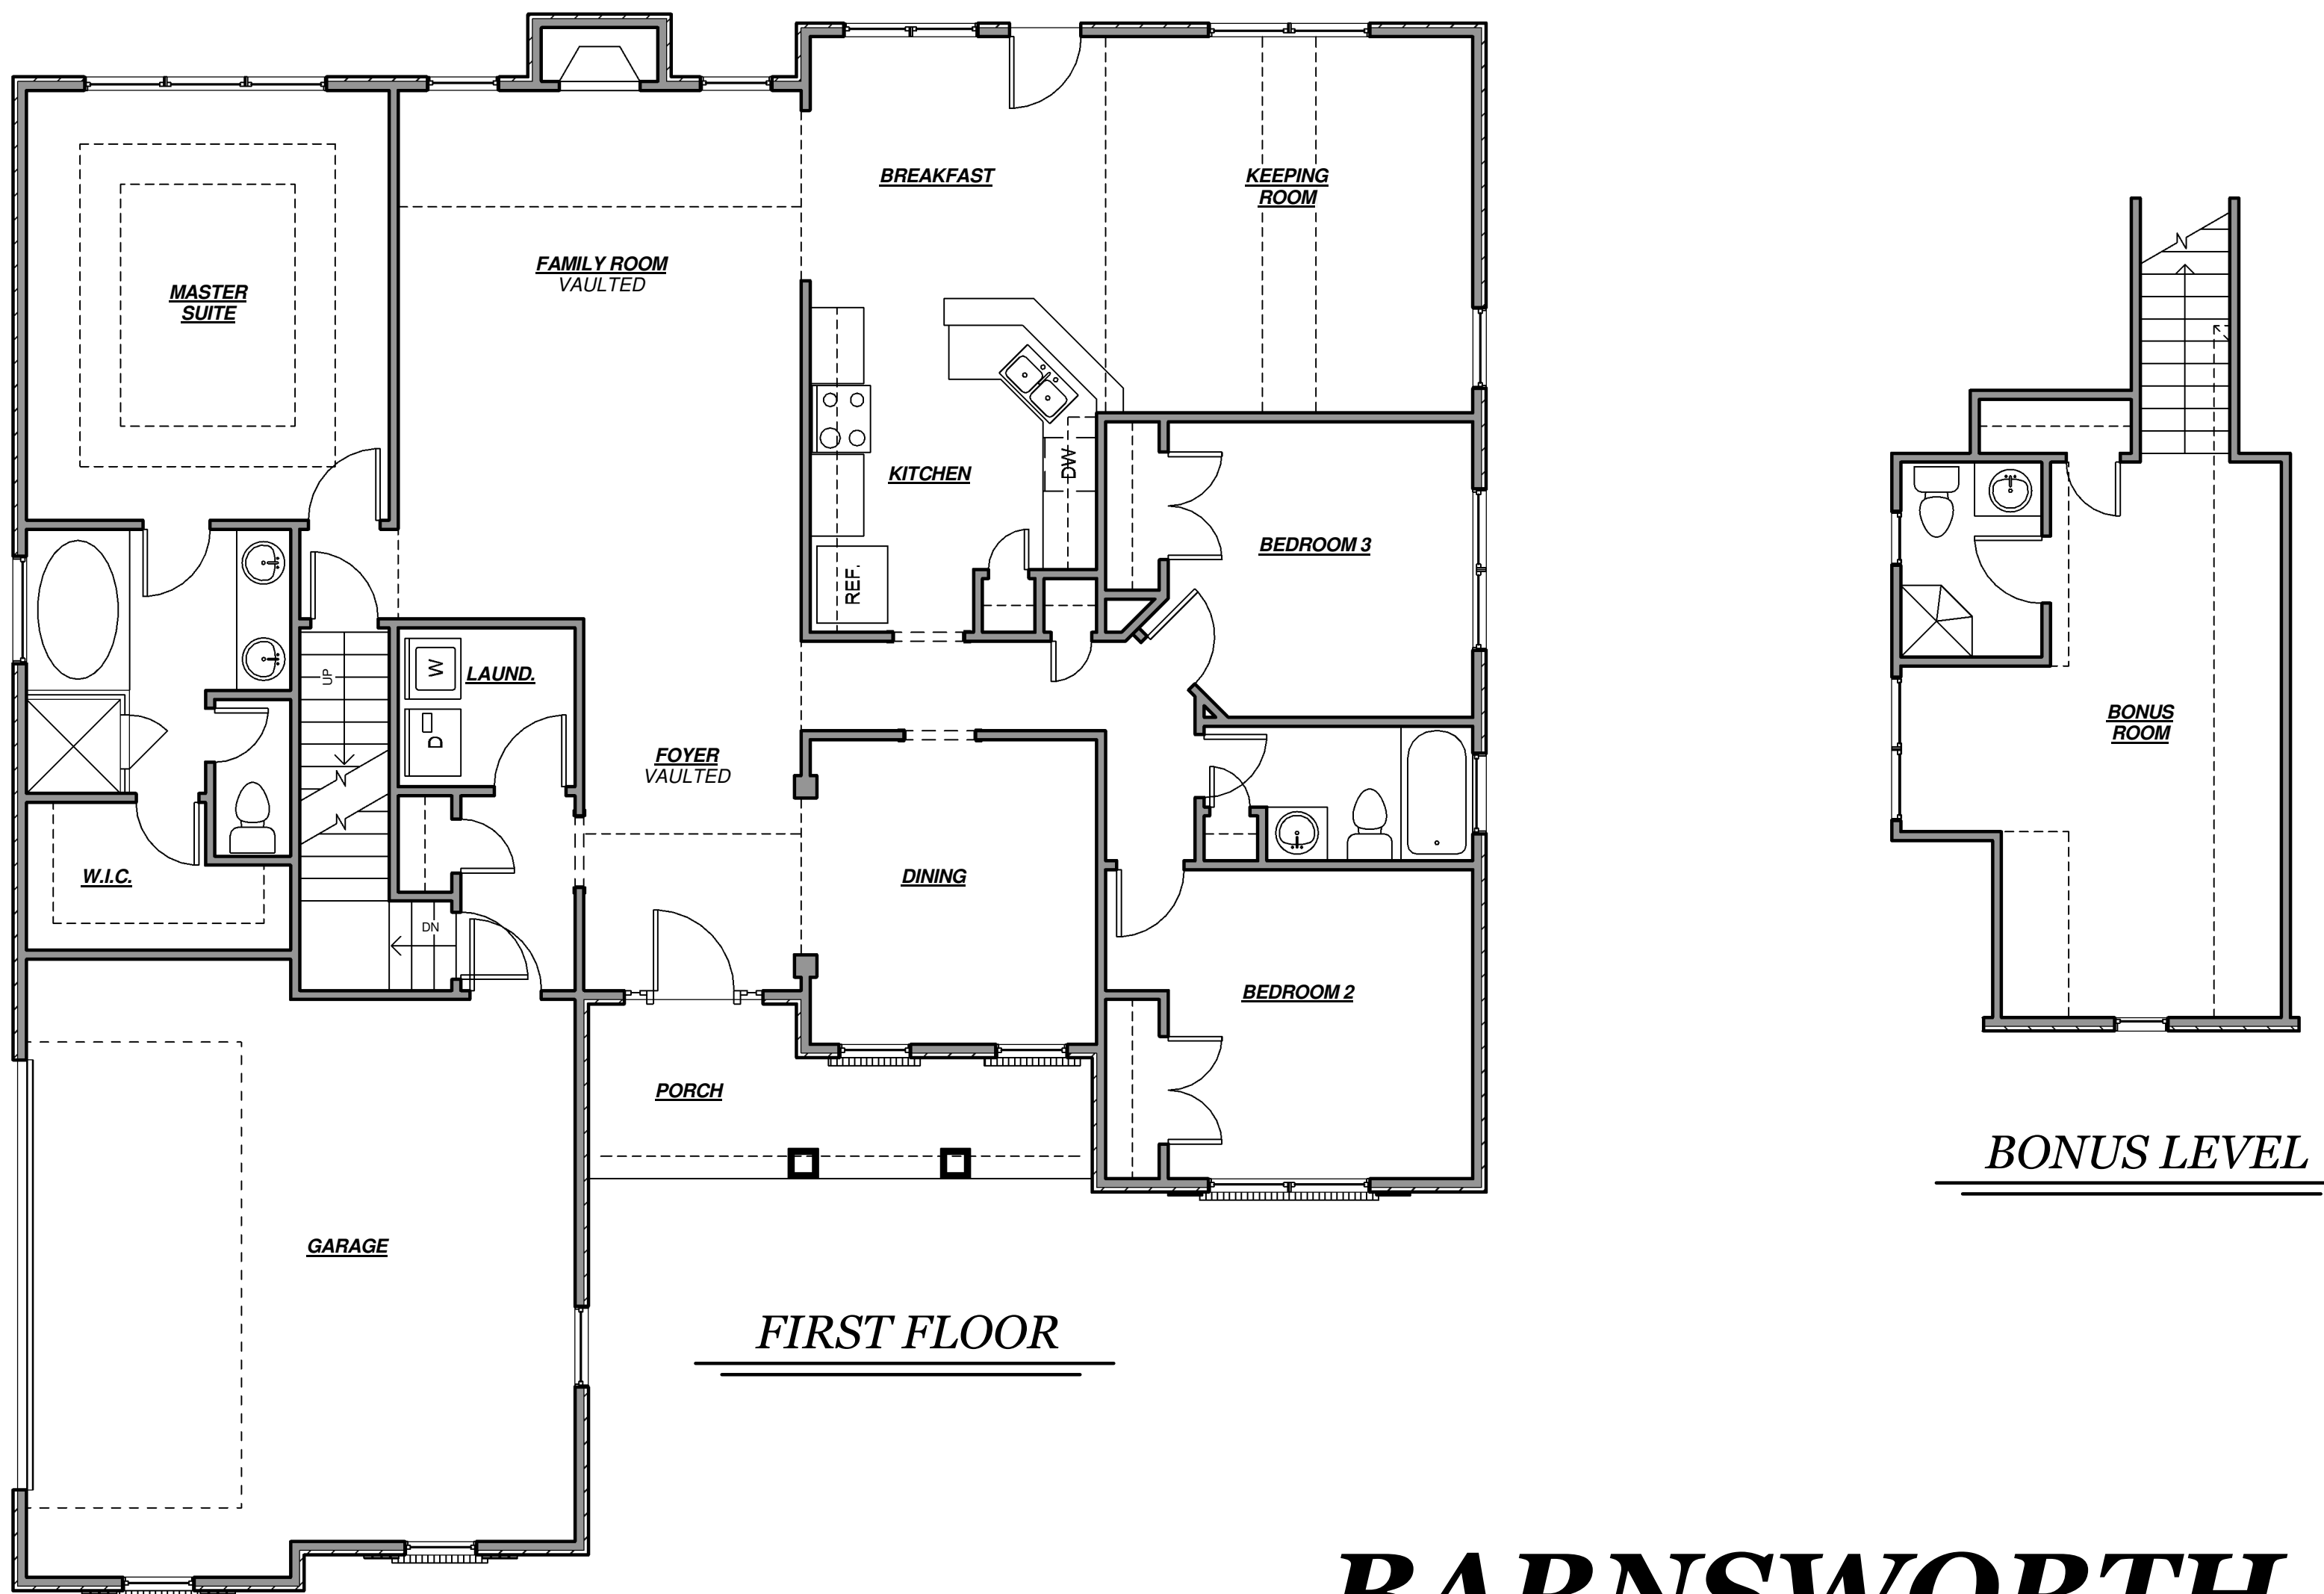 BREAKFAST
KEEPING
ROOM
FAMILY ROOM
VAULTED
MASTER
SUITE
KITCHEN
DW
BEDROOM 3
REF.
UP
W
LAUND.
D
FOYER
VAULTED
BONUS
ROOM
W.I.C.
DINING
DN
BEDROOM 2
PORCH
BONUS LEVEL
GARAGE
FIRST FLOOR
BARNSWORTH